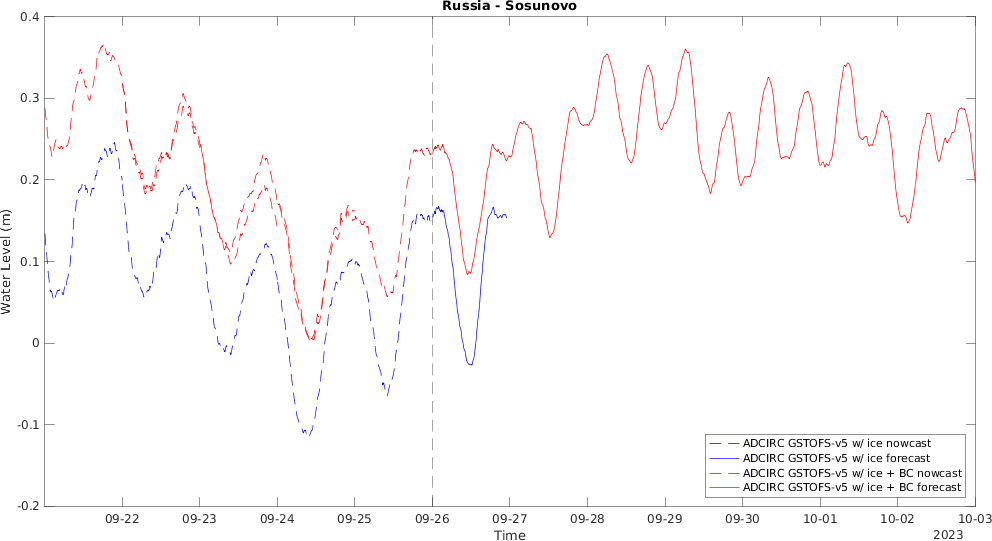 Russia - Sosunovo
0.4
0.3
0.2
0.1
0
-0.1
-0.2
Water Level (m)
ADCIRC GSTOFS-v5 w/ ice nowcast
ADCIRC GSTOFS-v5 w/ ice forecast
ADCIRC GSTOFS-v5 w/ ice + BC nowcast
ADCIRC GSTOFS-v5 w/ ice + BC forecast
09-22 09-23 09-24 09-25 09-26 09-27 09-28 09-29 09-30 10-01 10-02 10-03
Time
2023